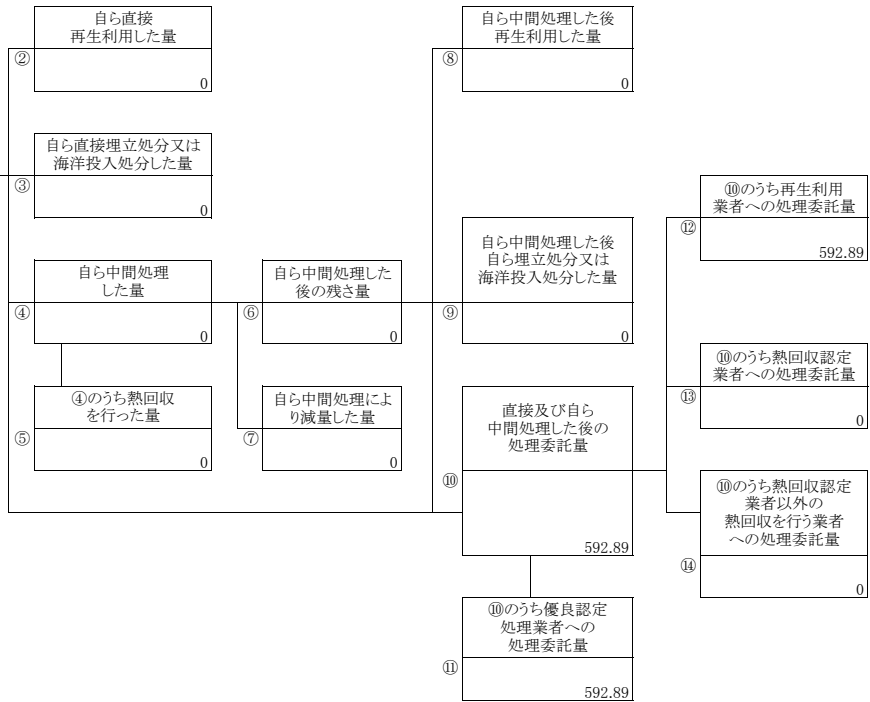 自ら直接
再生利用した量
②
0
自ら中間処理した後
再生利用した量
⑧
0
自ら直接埋立処分又は
海洋投入処分した量
③
0
⑩のうち再生利用
業者への処理委託量
⑫
592.89
自ら中間処理
した量
④
0
自ら中間処理した
後の残さ量
⑥
0
自ら中間処理した後
自ら埋立処分又は
海洋投入処分した量
⑨
0
⑩のうち熱回収認定
業者への処理委託量
⑬
0
④のうち熱回収
を行った量
⑤
0
自ら中間処理によ
り減量した量
⑦
0
直接及び自ら
中間処理した後の
処理委託量
⑩
592.89
⑩のうち熱回収認定
業者以外の
熱回収を行う業者
への処理委託量
⑭
0
⑩のうち優良認定
処理業者への
処理委託量
⑪
592.89